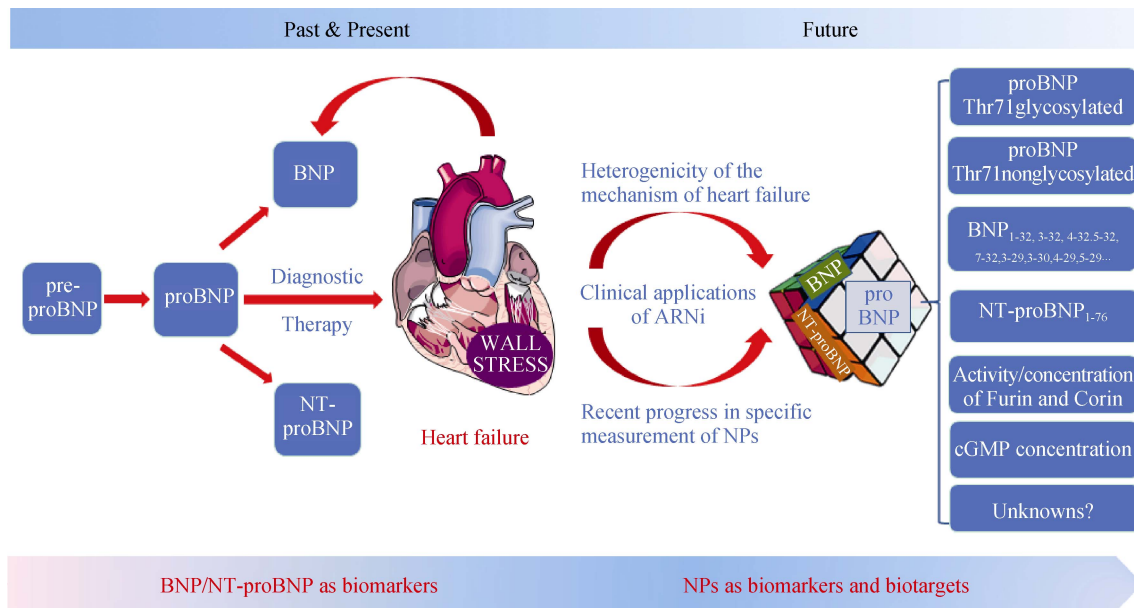 Past & Present
Future
pre-
proBNP
proBNP
BNP
NT-
proBNP
Diagnostic
Therapy
WALL
STRESS
Heart failure
Heterogenicity of the
mechanism of heart failure
Clinical applications
of ARNi
Recent progress in specific
measurement of NPs
BNP
NT-proBNP
pro
BNP
proBNP
Thr71glycosylated
proBNP
Thr71nonglycosylated
BNP1-32, 3-32, 4-32.5-32,
7-32,3-29,3-30,4-29,5-29...
NT-proBNP1-76
Activity/concentration
of Furin and Corin
cGMP concentration
Unknowns?
BNP/NT-proBNP as biomarkers
NPs as biomarkers and biotargets